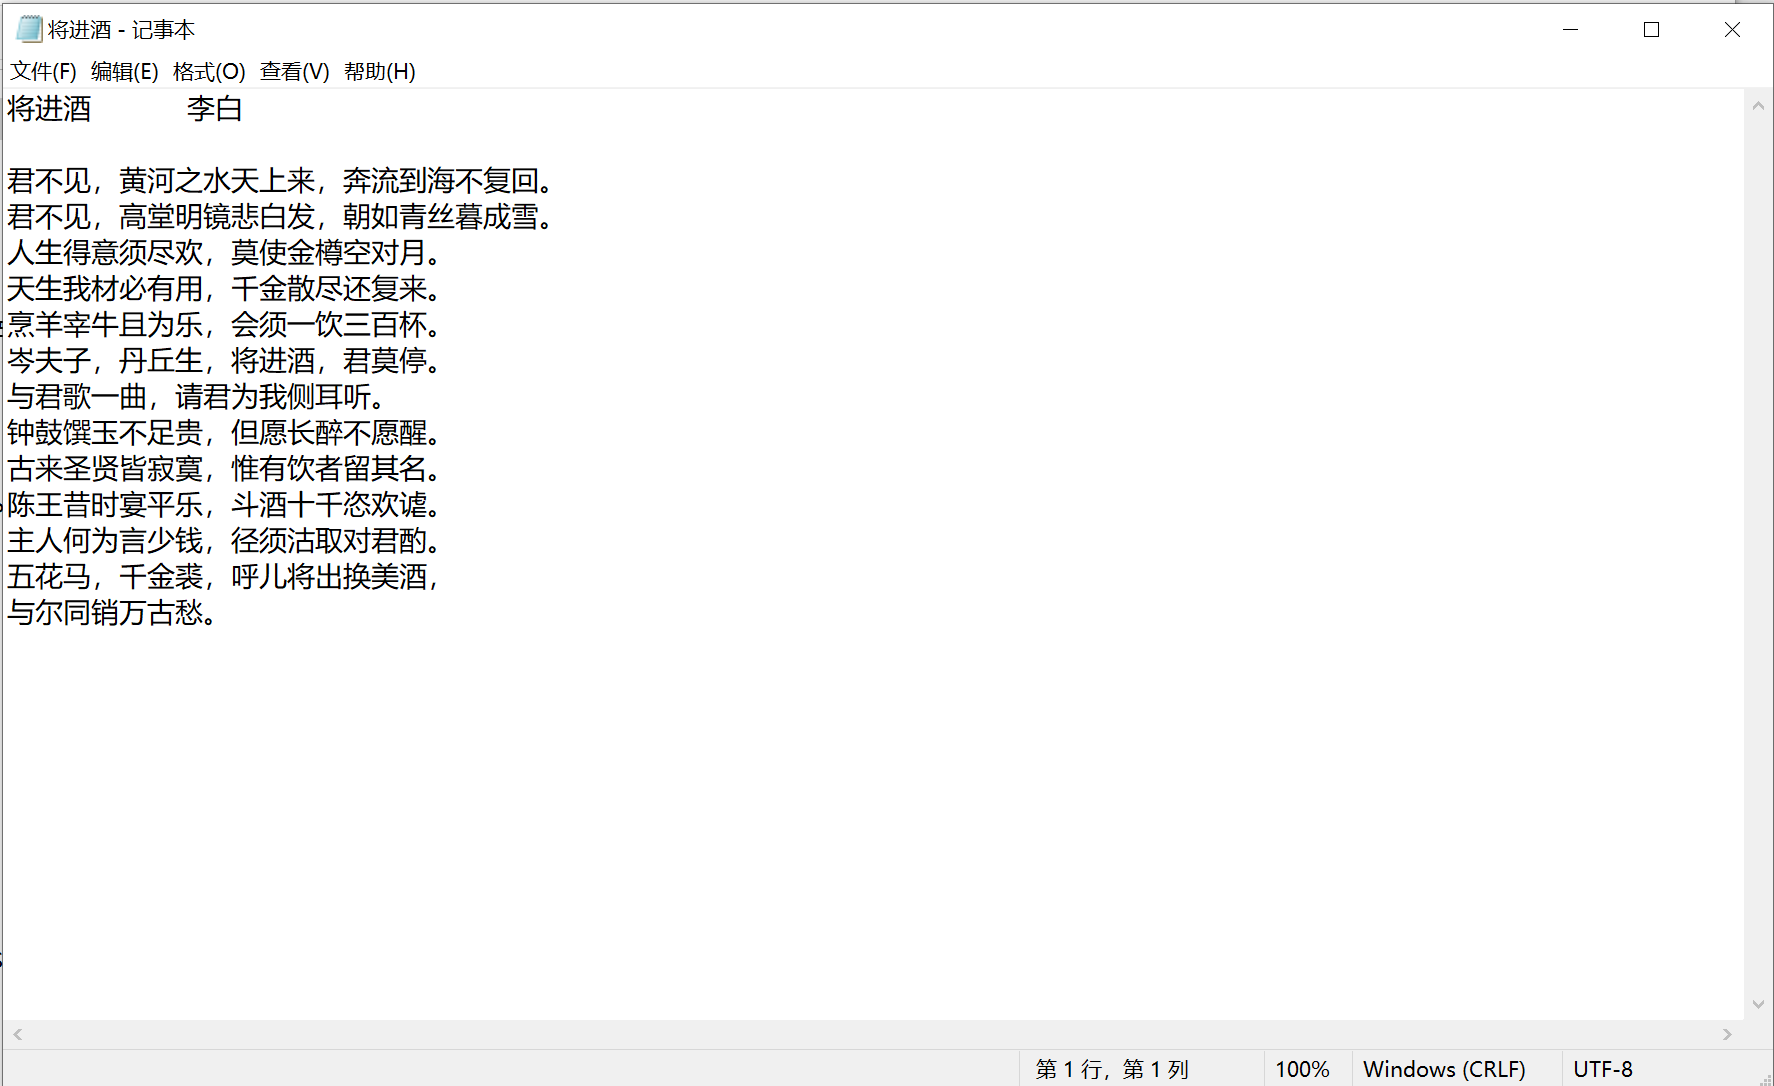 将进酒 - 记事本
文件(F) 编辑(E) 格式(O) 查看(V) 帮助(H)
将进酒 李白
君不见，黄河之水天上来，奔流到海不复回。
君不见，高堂明镜悲白发，朝如青丝暮成雪。
人生得意须尽欢，莫使金樽空对月。
天生我材必有用，千金散尽还复来。
烹羊宰牛且为乐，会须一饮三百杯。
岑夫子，丹丘生，将进酒，君莫停。
与君歌一曲，请君为我侧耳听。
钟鼓馔玉不足贵，但愿长醉不愿醒。
古来圣贤皆寂寞，惟有饮者留其名。
陈王昔时宴平乐，斗酒十千恣欢谑。
主人何为言少钱，径须沽取对君酌。
五花马，千金裘，呼儿将出换美酒，
与尔同销万古愁。
第 1 行，第 1 列 100% Windows (CRLF) UTF-8